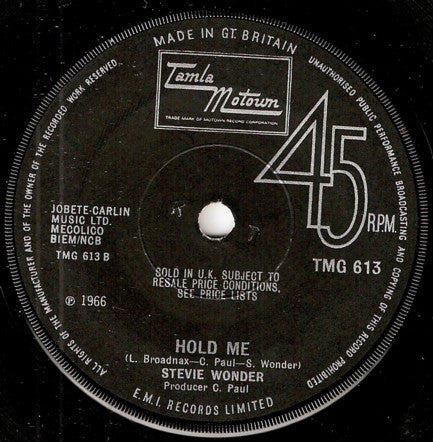 MADE IN GT. BRITAIN
Tamla
Motown
TRADE MARK OF MOTOWN RECORD CORPORATION
45
R.P.M.
TMG 613
JOBETE-CARLIN
MUSIC LTD.
MECOLICO
BIEM/NCB
TMG 613 B
SOLD IN U.K. SUBJECT TO
RESALE PRICE CONDITIONS,
SEE PRICE LISTS
℗ 1966
HOLD ME
(L. Broadnax—C. Paul—S. Wonder)
STEVIE WONDER
Producer C. Paul
E.M.I. RECORDS LIMITED
ALL RIGHTS OF THE MANUFACTURER AND OF THE OWNER OF THE RECORDED WORK RESERVED.
UNAUTHORISED PUBLIC PERFORMANCE BROADCASTING AND COPYING OF THIS RECORD PROHIBITED